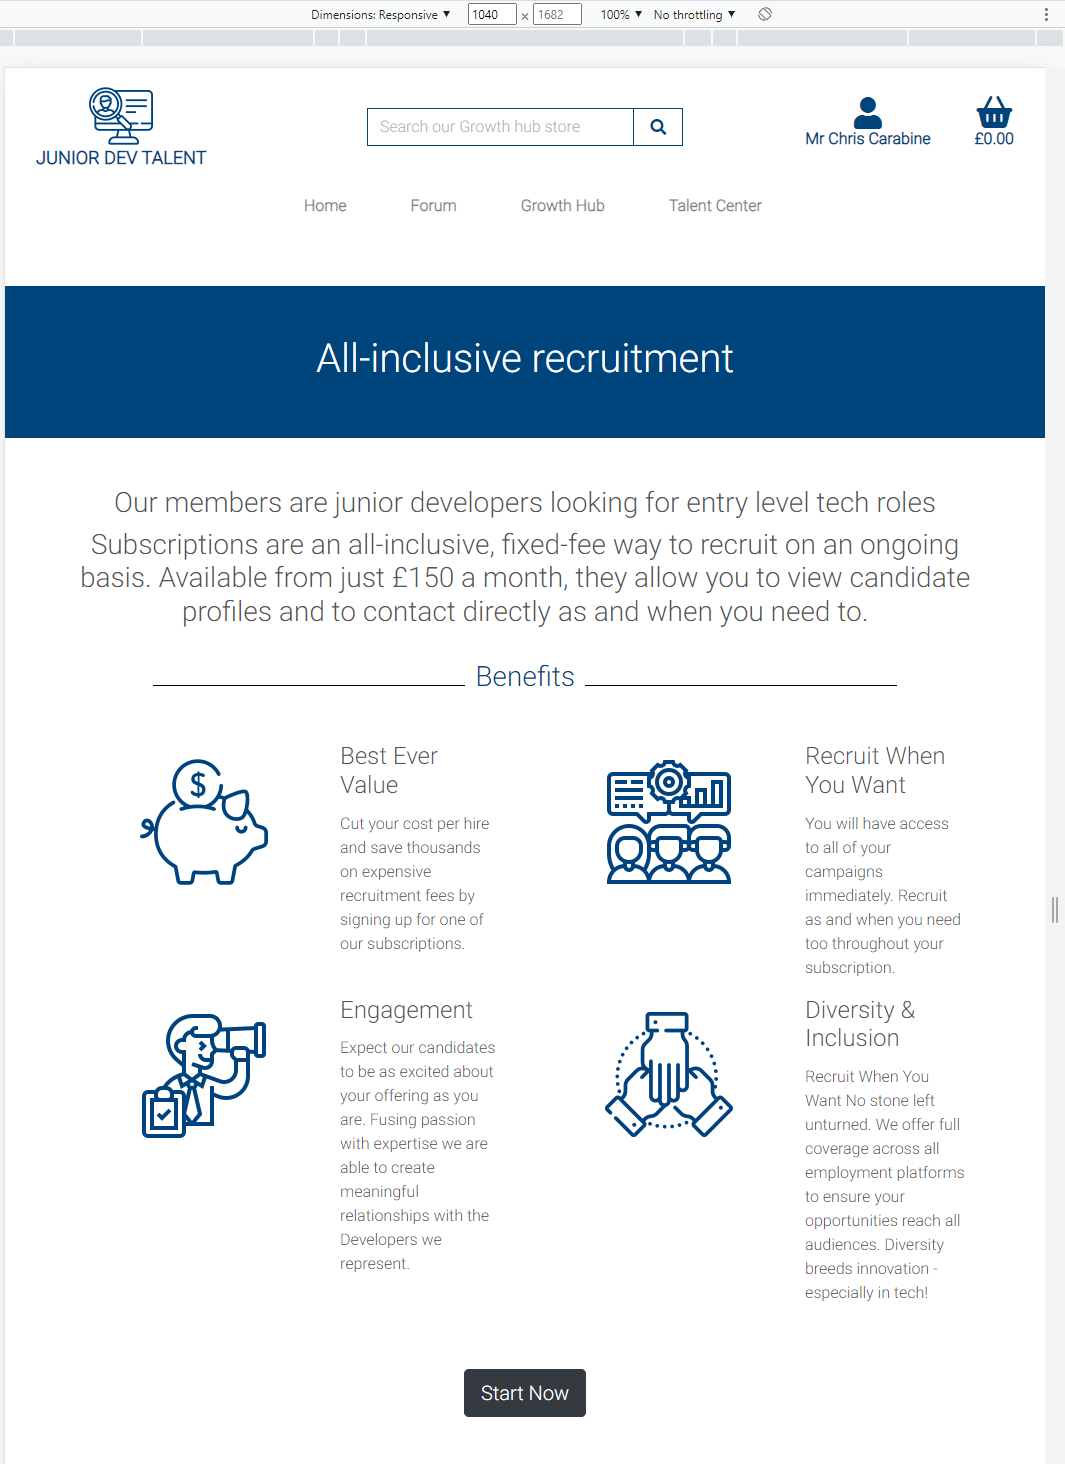 Dimensions: Responsive ▼ 1040 × 1682 100% ▼ No throttling ▼
JUNIOR DEV TALENT
Search our Growth hub store
Mr Chris Carabine
£0.00
Home Forum Growth Hub Talent Center
All-inclusive recruitment
Our members are junior developers looking for entry level tech roles
Subscriptions are an all-inclusive, fixed-fee way to recruit on an ongoing
basis. Available from just £150 a month, they allow you to view candidate
profiles and to contact directly as and when you need to.
Benefits
$
Best Ever
Value
Cut your cost per hire
and save thousands
on expensive
recruitment fees by
signing up for one of
our subscriptions.
Recruit When
You Want
You will have access
to all of your
campaigns
immediately. Recruit
as and when you need
too throughout your
subscription.
Engagement
Expect our candidates
to be as excited about
your offering as you
are. Fusing passion
with expertise we are
able to create
meaningful
relationships with the
Developers we
represent.
Diversity &
Inclusion
Recruit When You
Want No stone left
unturned. We offer full
coverage across all
employment platforms
to ensure your
opportunities reach all
audiences. Diversity
breeds innovation -
especially in tech!
Start Now